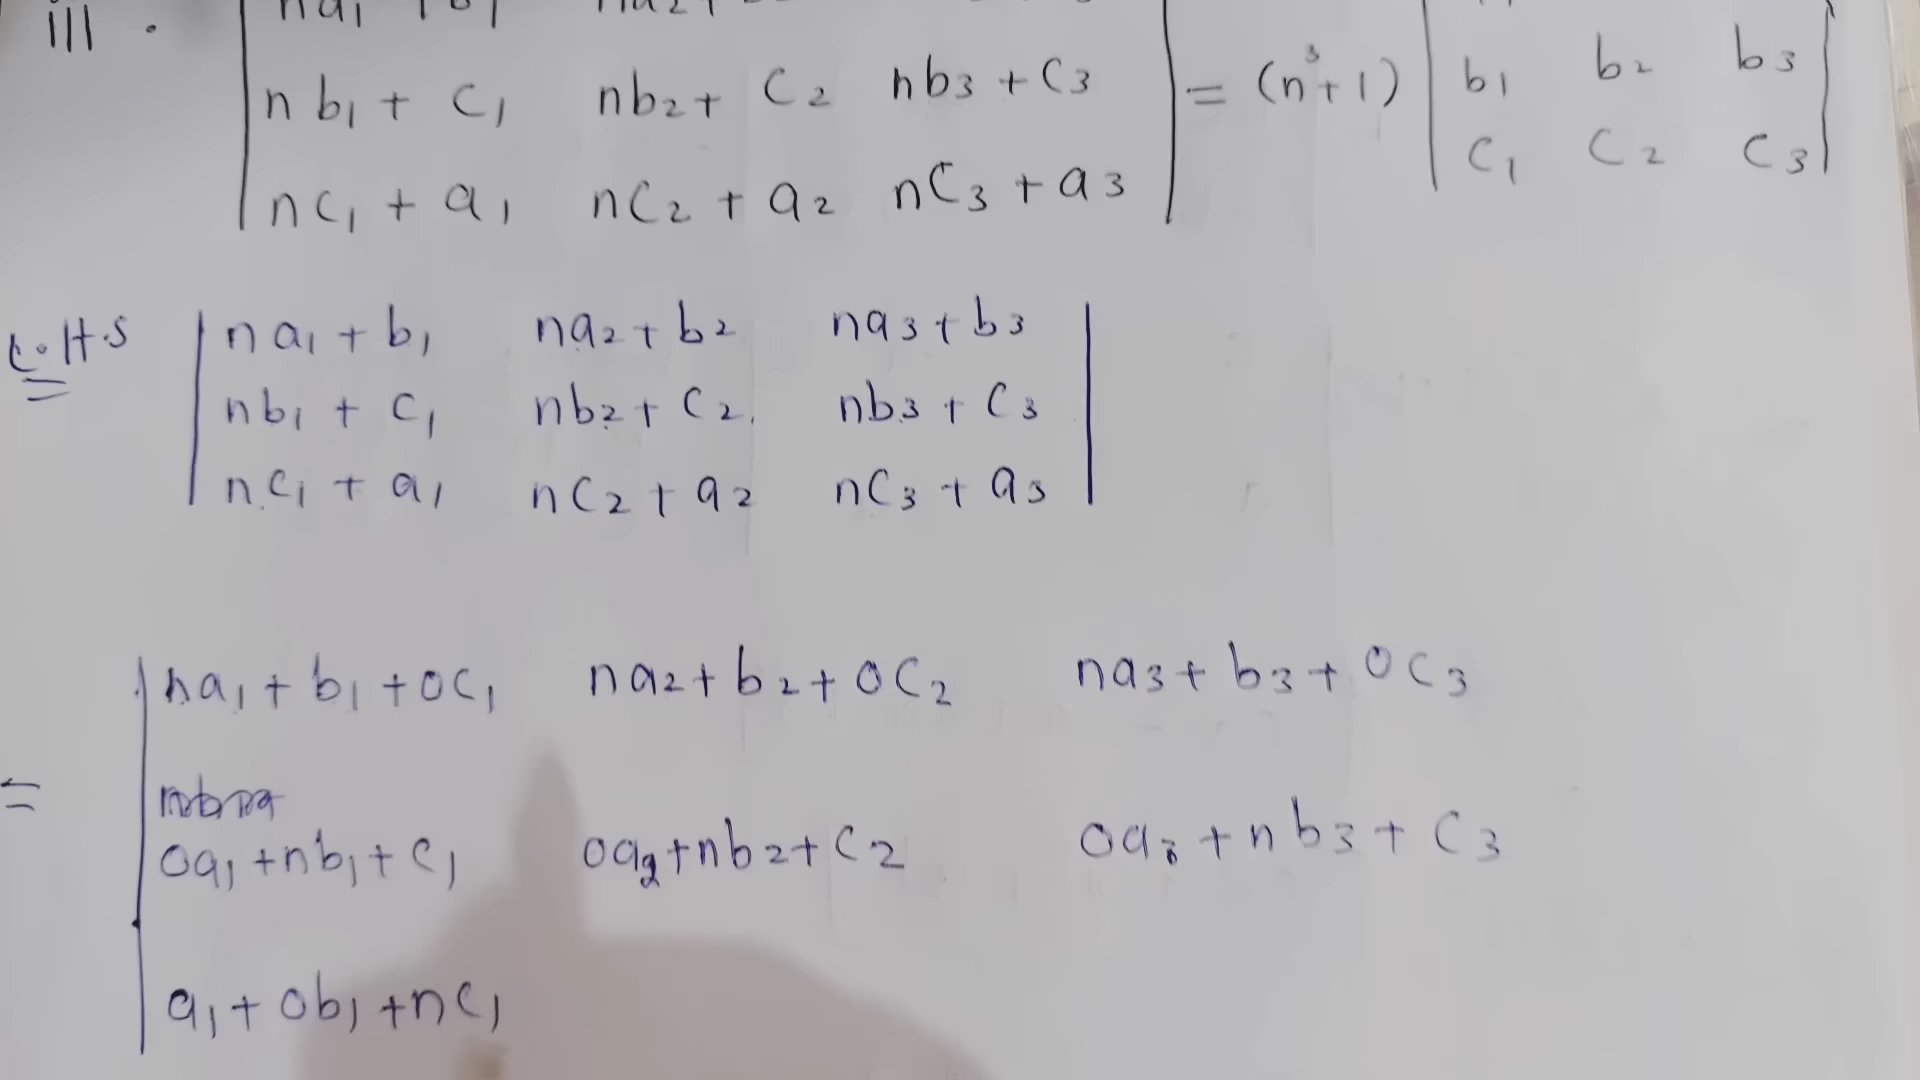 iii.
nb₁ + c₁ nb₂ + c₂ nb₃ + c₃ = (n³+1) b₁ b₂ b₃
nc₁ + a₁ nc₂ + a₂ nc₃ + a₃ c₁ c₂ c₃
L.H.S na₁ + b₁ na₂ + b₂ na₃ + b₃
nb₁ + c₁ nb₂ + c₂ nb₃ + c₃
nc₁ + a₁ nc₂ + a₂ nc₃ + a₃
na₁ + b₁ + 0c₁ na₂ + b₂ + 0c₂ na₃ + b₃ + 0c₃
= 0a₁ + nb₁ + c₁ 0a₂ + nb₂ + c₂ 0a₃ + nb₃ + c₃
a₁ + 0b₁ + nc₁